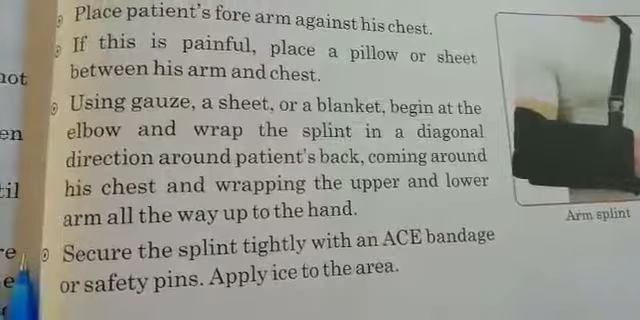 Place patient's fore arm against his chest.
If this is painful, place a pillow or sheet
between his arm and chest.
Using gauze, a sheet, or a blanket, begin at the
elbow and wrap the splint in a diagonal
direction around patient's back, coming around
his chest and wrapping the upper and lower
arm all the way up to the hand.
Secure the splint tightly with an ACE bandage
or safety pins. Apply ice to the area.
Arm splint